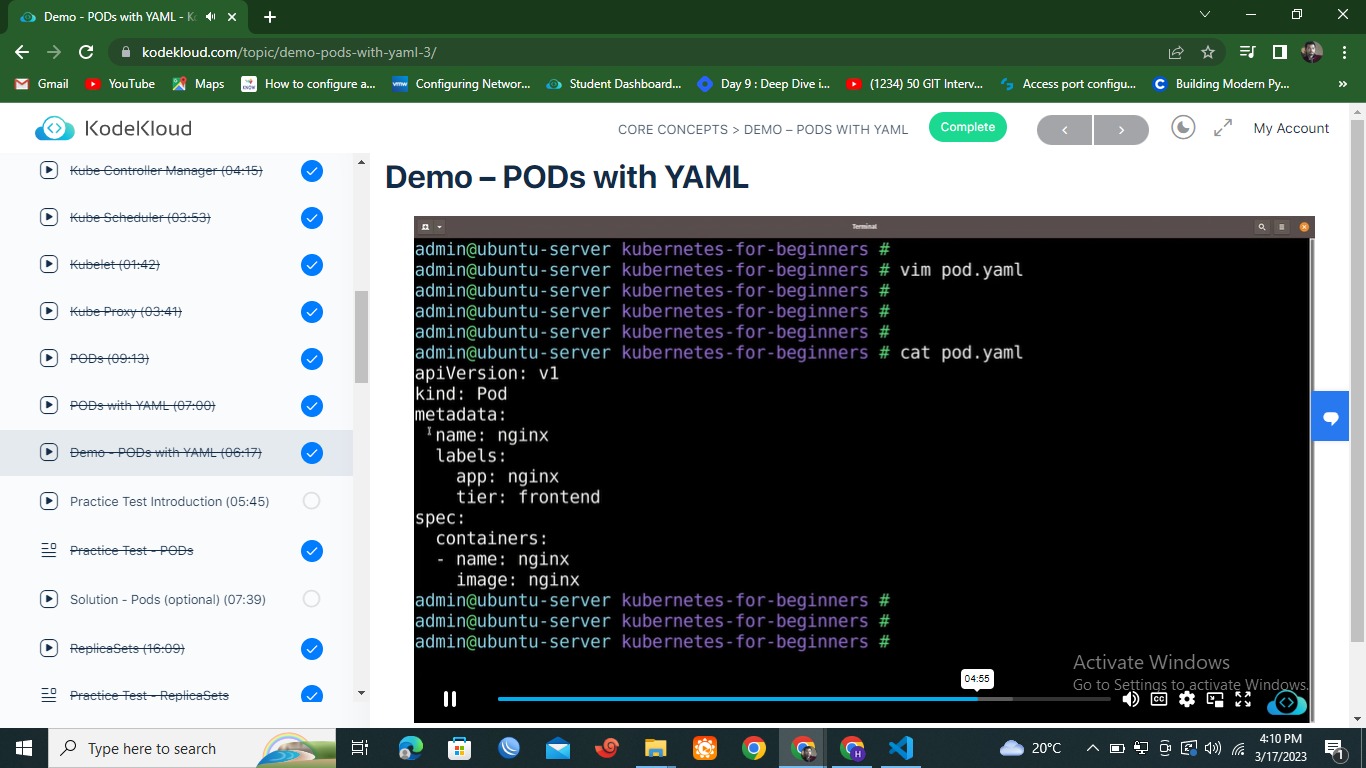 Demo - PODs with YAML - K
kodekloud.com/topic/demo-pods-with-yaml-3/
Gmail
YouTube
Maps
How to configure a...
Configuring Networ...
Student Dashboard...
Day 9 : Deep Dive i...
(1234) 50 GIT Interv...
Access port configu...
Building Modern Py...
»
KodeKloud
CORE CONCEPTS > DEMO – PODS WITH YAML
Complete
My Account
Kube Controller Manager (04:15)
Kube Scheduler (03:53)
Kubelet (01:42)
Kube Proxy (03:41)
PODs (09:13)
PODs with YAML (07:00)
Demo - PODs with YAML (06:17)
Practice Test Introduction (05:45)
Practice Test - PODs
Solution - Pods (optional) (07:39)
ReplicaSets (16:09)
Practice Test - ReplicaSets
Demo – PODs with YAML
Terminal
admin@ubuntu-server kubernetes-for-beginners #
admin@ubuntu-server kubernetes-for-beginners # vim pod.yaml
admin@ubuntu-server kubernetes-for-beginners #
admin@ubuntu-server kubernetes-for-beginners #
admin@ubuntu-server kubernetes-for-beginners #
admin@ubuntu-server kubernetes-for-beginners # cat pod.yaml
apiVersion: v1
kind: Pod
metadata:
  name: nginx
  labels:
    app: nginx
    tier: frontend
spec:
  containers:
  - name: nginx
    image: nginx
admin@ubuntu-server kubernetes-for-beginners #
admin@ubuntu-server kubernetes-for-beginners #
admin@ubuntu-server kubernetes-for-beginners #
Activate Windows
Go to Settings to activate Windows.
04:55
CC
Type here to search
20°C
4:10 PM
3/17/2023
1